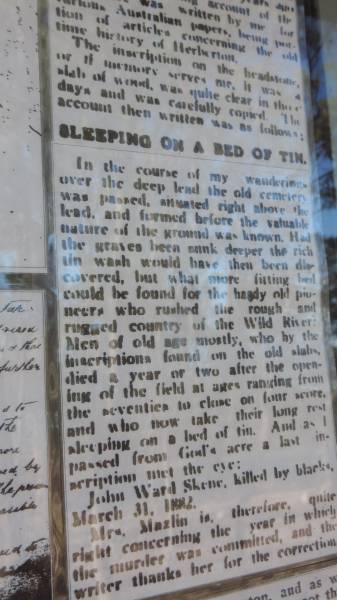 account of the
was written by me for
various Australian papers, being por-
tion of articles concerning the old
time history of Herberton.
The inscription on the headstone,
or if memory serves me, it was a
slab of wood, was quite clear in those
days and was carefully copied. The
account then written was as follows:
SLEEPING ON A BED OF TIN.
In the course of my wanderings
over the deep lead the old cemetery
was passed, situated right above the
lead, and formed before the valuable
nature of the ground was known. Had
the graves been sunk deeper the rich
tin wash would have then been dis-
covered, but what more fitting bed
could be found for the hardy old pio-
neers who rushed the rough and
rugged country of the Wild River:
Men of old age mostly, who by the
inscriptions found on the old slabs,
died a year or two after the open-
ing of the field at ages ranging from
the seventies to close on four score,
and who now take their long rest
sleeping on a bed of tin. And as I
passed from God's acre a last in-
scription met the eye:
John Ward Skene, killed by blacks,
March 31, 1882.
Mrs. Mazlin is, therefore, quite
right concerning the year in which
the murder was committed, and the
writer thanks her for the correction
and as w
further
to
the
by